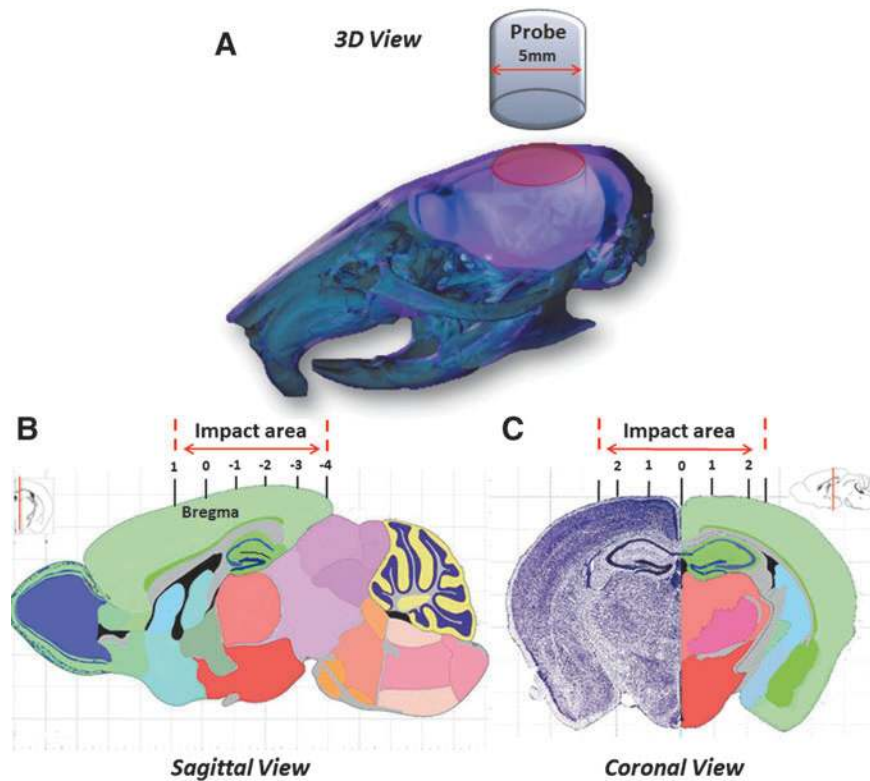 A
3D View
Probe
5mm
B
Impact area
1 0 -1 -2 -3 -4
Bregma
Sagittal View
C
Impact area
2 1 0 1 2
Coronal View